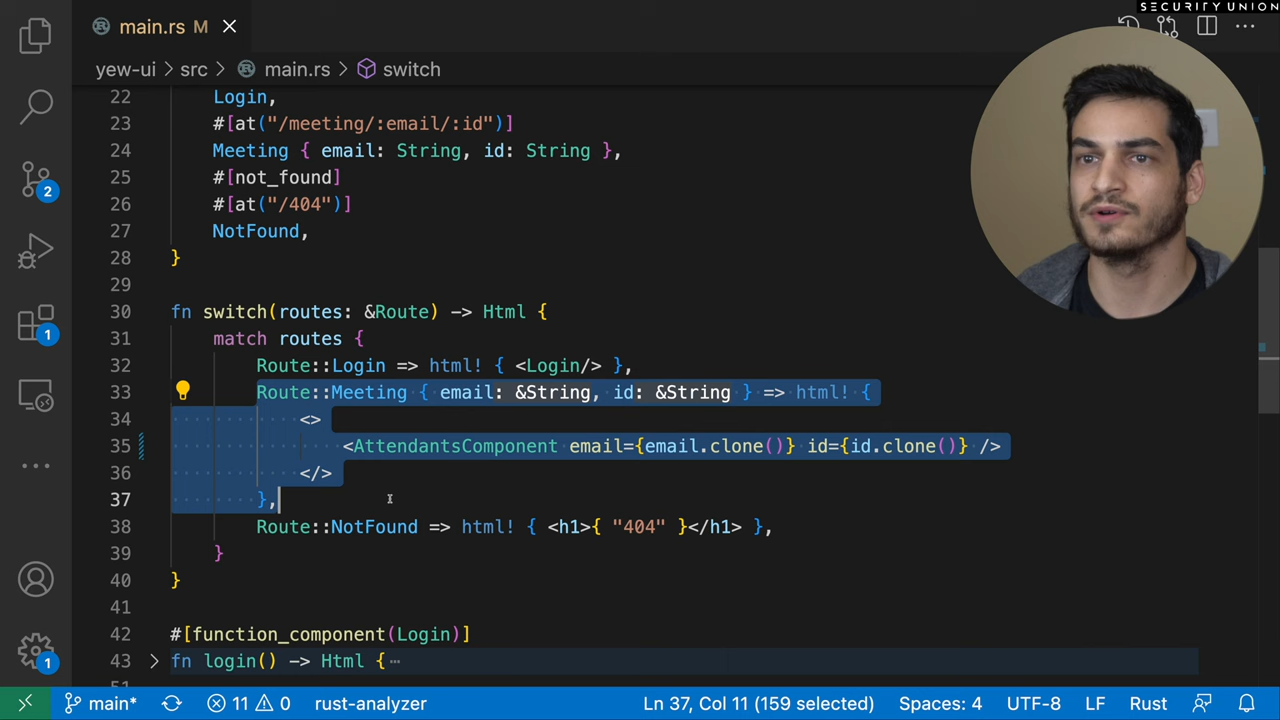 SECURITY UNION
main.rs M
yew-ui > src > main.rs > switch
22 Login,
23 #[at("/meeting/:email/:id")]
24 Meeting { email: String, id: String },
25 #[not_found]
26 #[at("/404")]
27 NotFound,
28 }
29
30 fn switch(routes: &Route) -> Html {
31 match routes {
32 Route::Login => html! { <Login/> },
33 Route::Meeting { email: &String, id: &String } => html! {
34 <>
35 <AttendantsComponent email={email.clone()} id={id.clone()} />
36 </>
37 },
38 Route::NotFound => html! { <h1>{ "404" }</h1> },
39 }
40 }
41
42 #[function_component(Login)]
43 fn login() -> Html {
2
1
1
main* 11 0 rust-analyzer Ln 37, Col 11 (159 selected) Spaces: 4 UTF-8 LF Rust